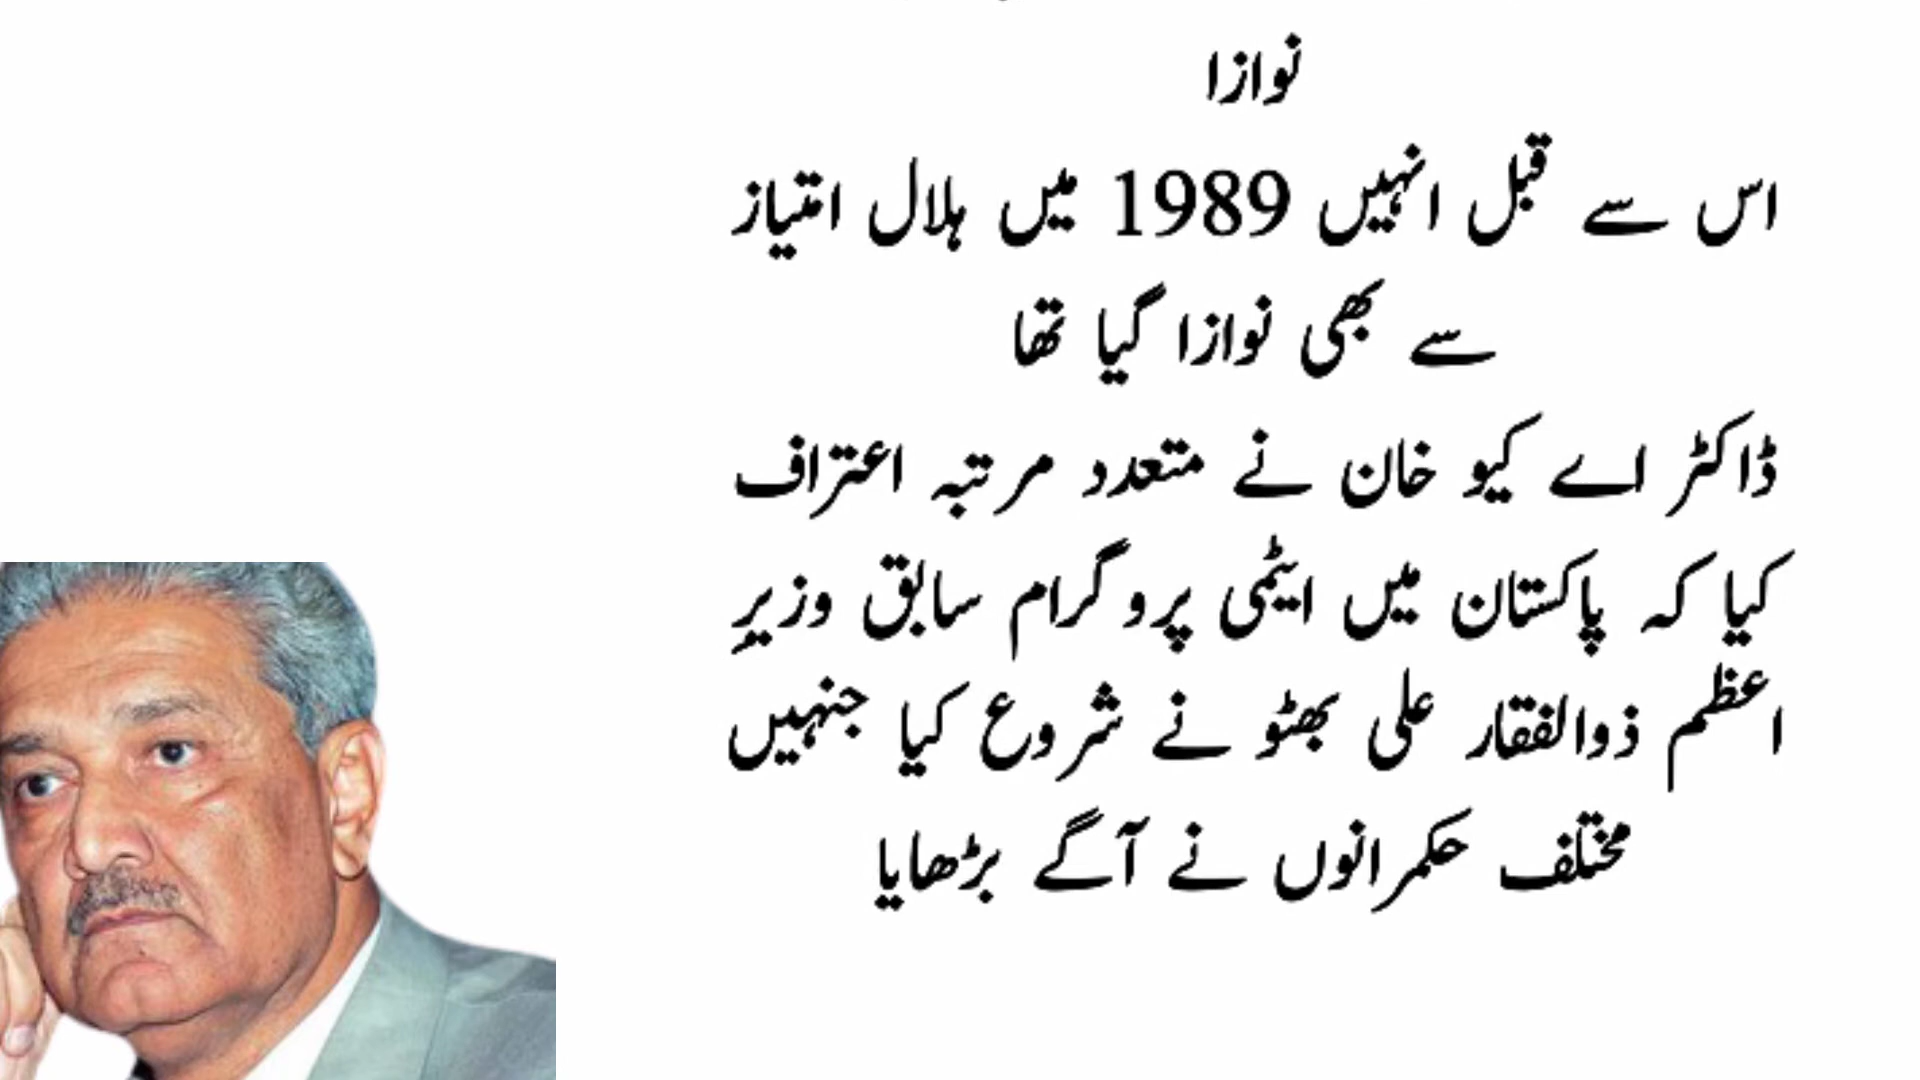 نوازا
اس سے قبل انہیں 1989 میں ہلال امتیاز
سے بھی نوازا گیا تھا
ڈاکٹر اے کیو خان نے متعدد مرتبہ اعتراف
کیا کہ پاکستان میں ایٹمی پروگرام سابق وزیرِ
اعظم ذوالفقار علی بھٹو نے شروع کیا جنہیں
مختلف حکمرانوں نے آگے بڑھایا